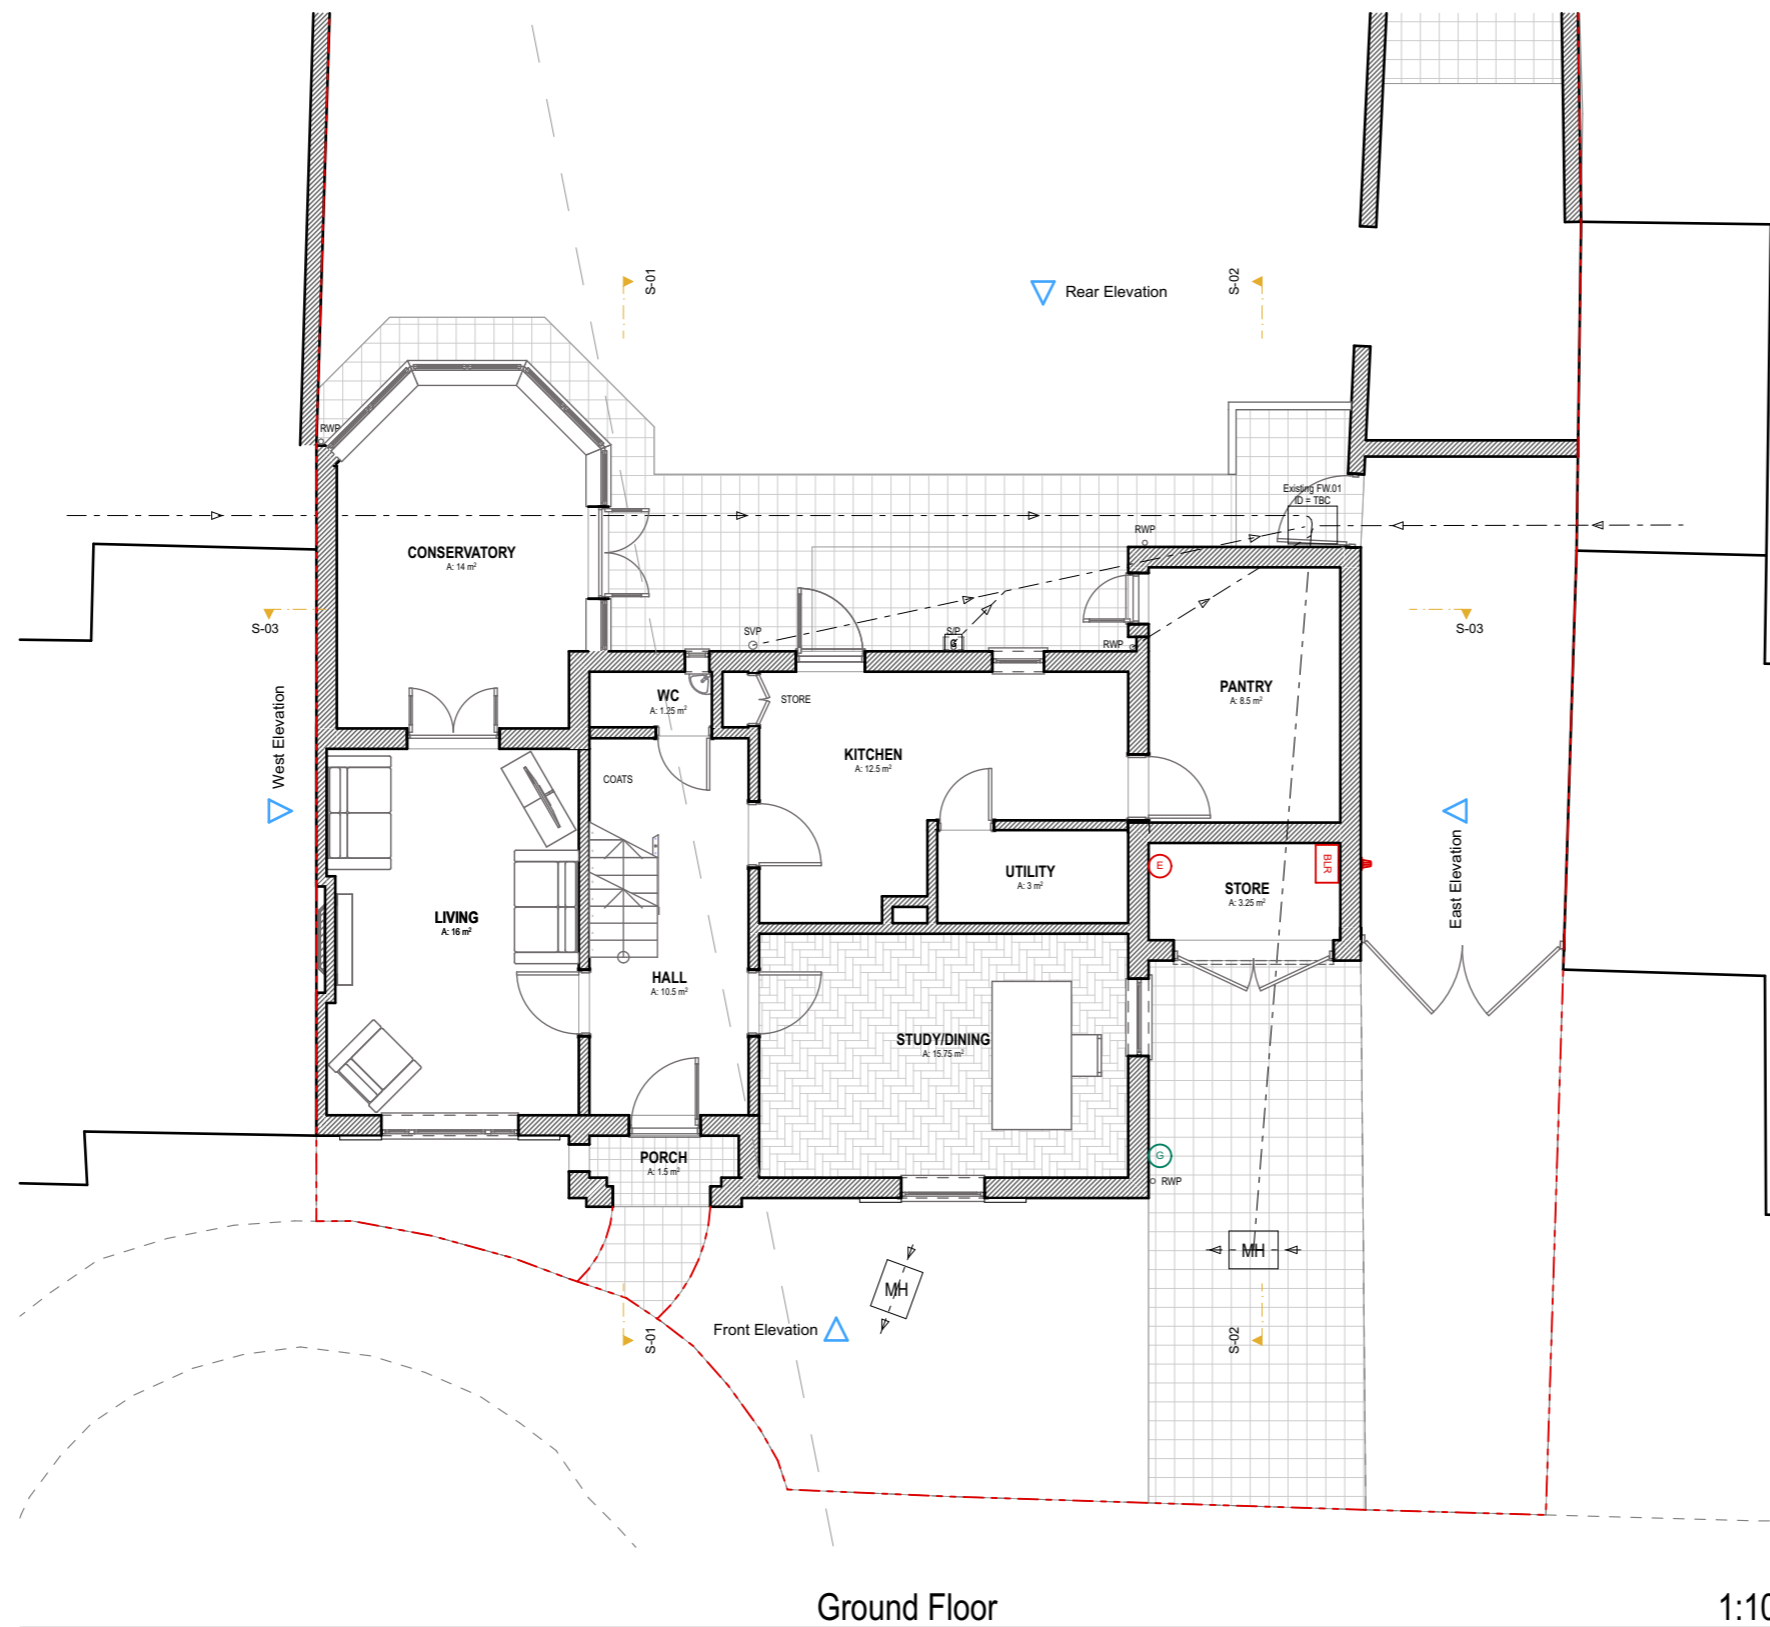 S-01
Rear Elevation
S-02
RWP
Existing FW.01
ID = TBC
RWP
CONSERVATORY
A: 14 m²
S-03
S-03
SVP
RWP
WC
A: 1.25 m²
STORE
PANTRY
A: 8.5 m²
West Elevation
KITCHEN
A: 12.5 m²
COATS
UTILITY
A: 3 m²
E
BLR
STORE
A: 3.25 m²
East Elevation
LIVING
A: 16 m²
HALL
A: 10.5 m²
STUDY/DINING
A: 15.75 m²
PORCH
A: 1.5 m²
G
RWP
MH
MH
Front Elevation
S-01
S-02
Ground Floor
1:10